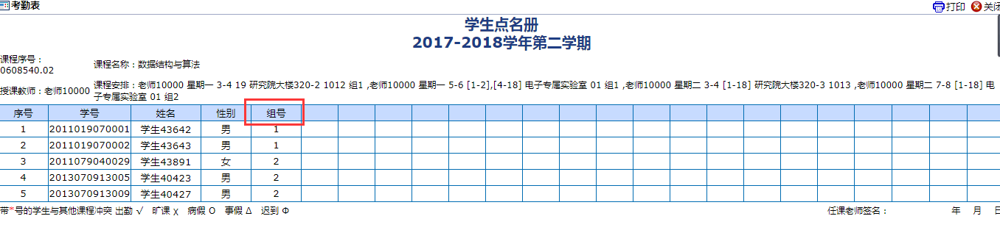 考勤表 打印 关闭
学生点名册
2017-2018学年第二学期
课程序号：
0608540.02
课程名称：数据结构与算法
授课教师：老师10000
课程安排：老师10000 星期一 3-4 19 研究院大楼320-2 1012 组1 ,老师10000 星期一 5-6 [1-2],[4-18] 电子专属实验室 01 组1 ,老师10000 星期二 3-4 [1-18] 研究院大楼320-3 1013 ,老师10000 星期二 7-8 [1-18] 电
子专属实验室 01 组2
序号 学号 姓名 性别 组号
1 2011019070001 学生43642 男 1
2 2011019070002 学生43643 男 1
3 2011079040029 学生43891 女 2
4 2013070913005 学生40423 男 2
5 2013070913009 学生40427 男 2
带*号的学生与其他课程冲突 出勤 √ 旷课 χ 病假 Ο 事假 Δ 迟到 Φ 任课老师签名： 年 月 日